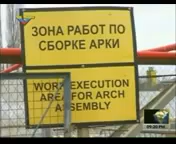 ЗОНА РАБОТ ПО
СБОРКЕ АРКИ
WORK EXECUTION
AREA FOR ARCH
ASSEMBLY